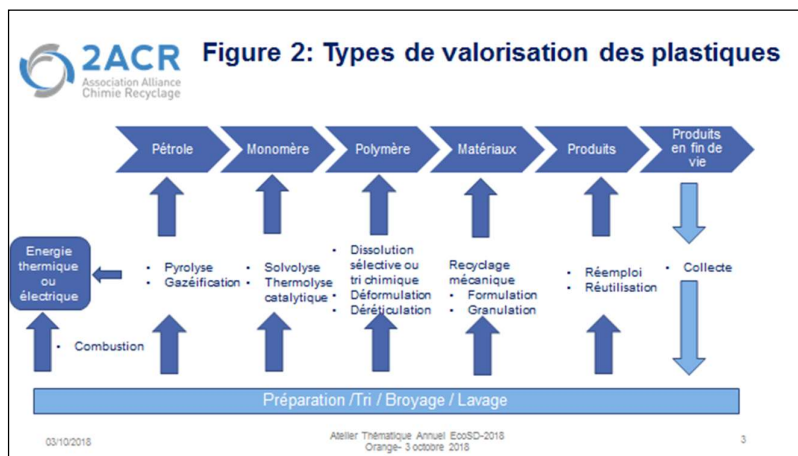 2ACR
Association Alliance
Chimie Recyclage
Figure 2: Types de valorisation des plastiques
Pétrole
Monomère
Polymère
Matériaux
Produits
Produits
en fin de
vie
Energie
thermique
ou
électrique
• Combustion
• Pyrolyse
• Gazéification
• Solvolyse
• Thermolyse
catalytique
• Dissolution
sélective ou
tri chimique
• Déformulation
• Déréticulation
Recyclage
mécanique
• Formulation
• Granulation
• Réemploi
• Réutilisation
• Collecte
Préparation /Tri / Broyage / Lavage
03/10/2018
Atelier Thématique Annuel EcoSD-2018
Orange- 3 octobre 2018
3